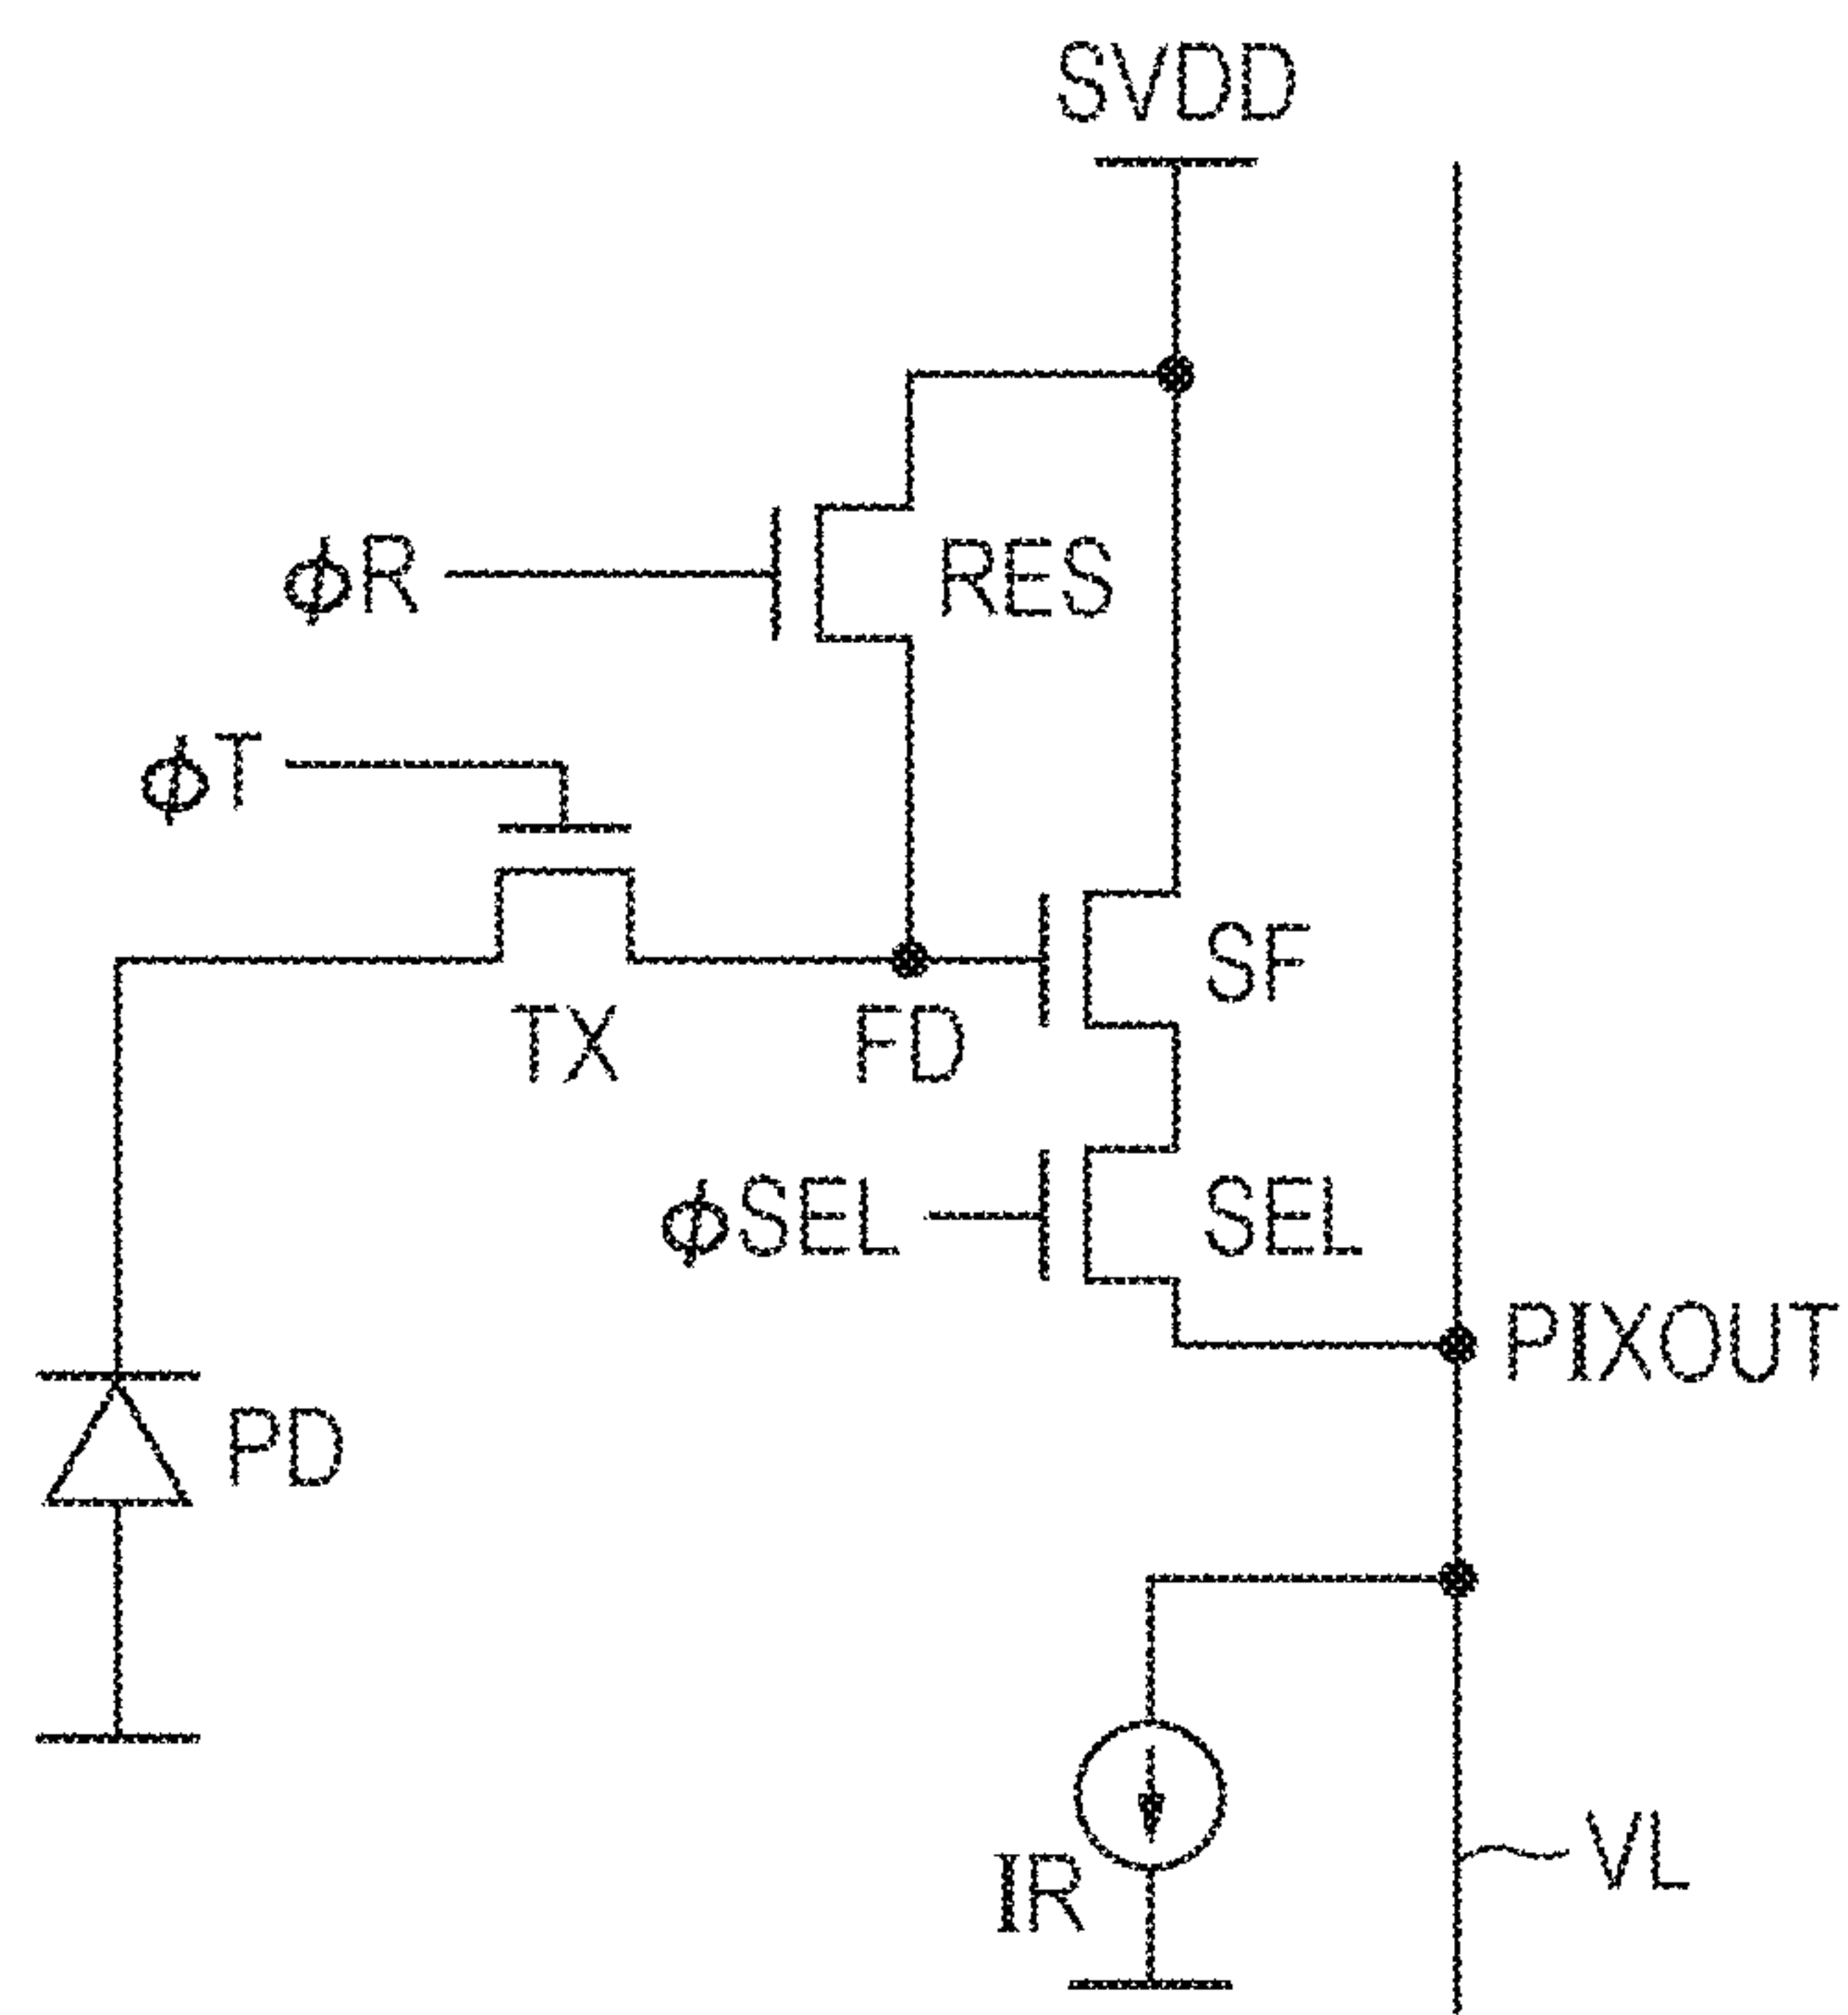 SVDD
ϕR
RES
ϕT
SF
TX
FD
ϕSEL
SEL
PIXOUT
PD
VL
IR